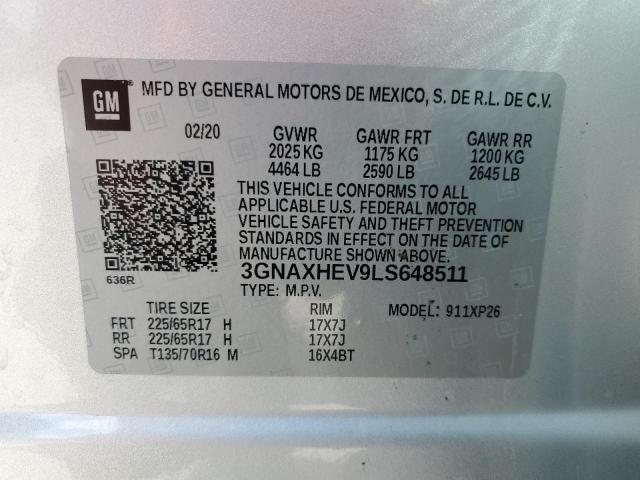 GM MFD BY GENERAL MOTORS DE MEXICO, S. DE R.L. DE C.V.
02/20 GVWR GAWR FRT GAWR RR
2025 KG 1175 KG 1200 KG
4464 LB 2590 LB 2645 LB
THIS VEHICLE CONFORMS TO ALL
APPLICABLE U.S. FEDERAL MOTOR
VEHICLE SAFETY AND THEFT PREVENTION
STANDARDS IN EFFECT ON THE DATE OF
MANUFACTURE SHOWN ABOVE
636R 3GNAXHEV9LS648511
TYPE: M.P.V.
TIRE SIZE RIM MODEL: 911XP26
FRT 225/65R17 H 17X7J
RR 225/65R17 H 17X7J
SPA T135/70R16 M 16X4BT